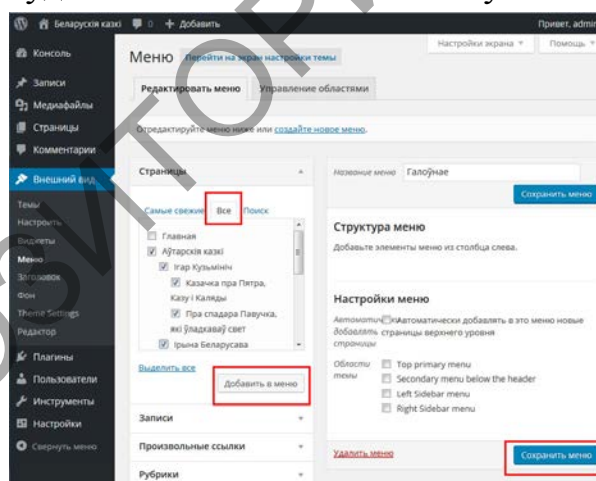 Беларускія казкі 0 + Добавить Привет, admin
Настройки экрана Помощь
Консоль
Записи
Медиафайлы
Страницы
Комментарии
Внешний вид
Темы
Настроить
Виджеты
Меню
Заголовок
Фон
Theme Settings
Редактор
Плагины
Пользователи
Инструменты
Настройки
Свернуть меню
Меню Перейти на экран настройки темы
Редактировать меню Управление областями
Отредактируйте меню ниже или создайте новое меню.
Страницы
Самые свежие Все Поиск
Главная
Аўтарскія казкі
Ігар Кузьмініч
Казачка пра Пятра,
Казу і Каляды
Пра спадара Павучка,
які ўладкаваў свет
Ірына Беларусава
Выделить все
Добавить в меню
Записи
Произвольные ссылки
Рубрики
Название меню Галоўнае
Сохранить меню
Структура меню
Добавьте элементы меню из столбца слева.
Настройки меню
Автоматически добавлять в это меню новые
добавлять страницы верхнего уровня
страницы
Области Top primary menu
темы Secondary menu below the header
Left Sidebar menu
Right Sidebar menu
Удалить меню Сохранить меню